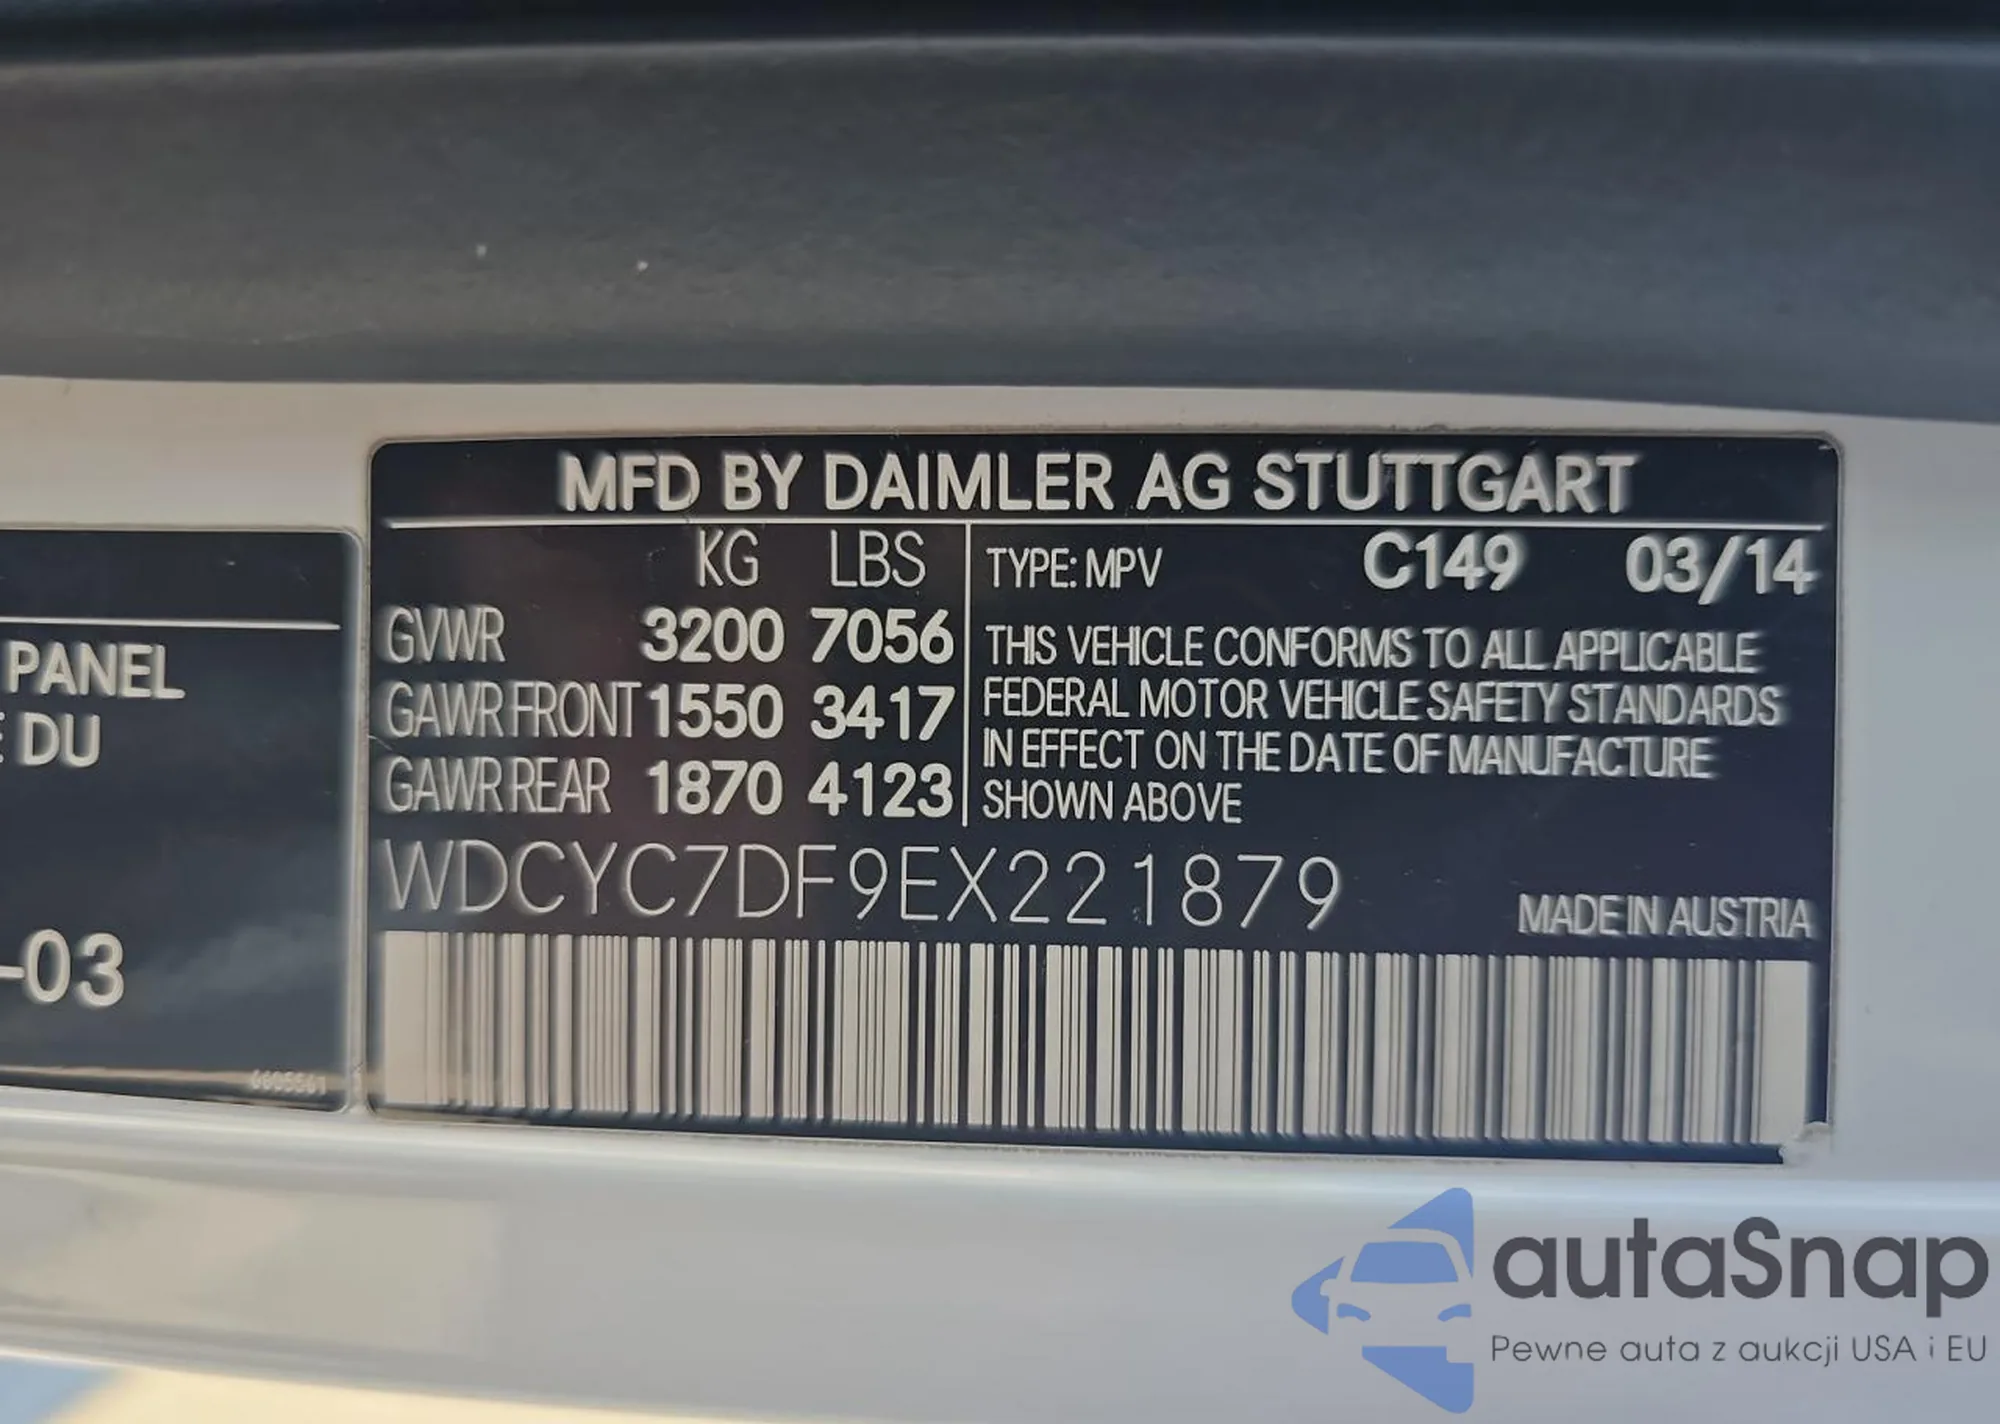 PANEL
DU
-03
MFD BY DAIMLER AG STUTTGART
KG LBS
GVWR 3200 7056
GAWR FRONT 1550 3417
GAWR REAR 1870 4123
TYPE: MPV C149 03/14
THIS VEHICLE CONFORMS TO ALL APPLICABLE
FEDERAL MOTOR VEHICLE SAFETY STANDARDS
IN EFFECT ON THE DATE OF MANUFACTURE
SHOWN ABOVE
WDCYC7DF9EX221879
MADE IN AUSTRIA
autaSnap
Pewne auta z aukcji USA i EU